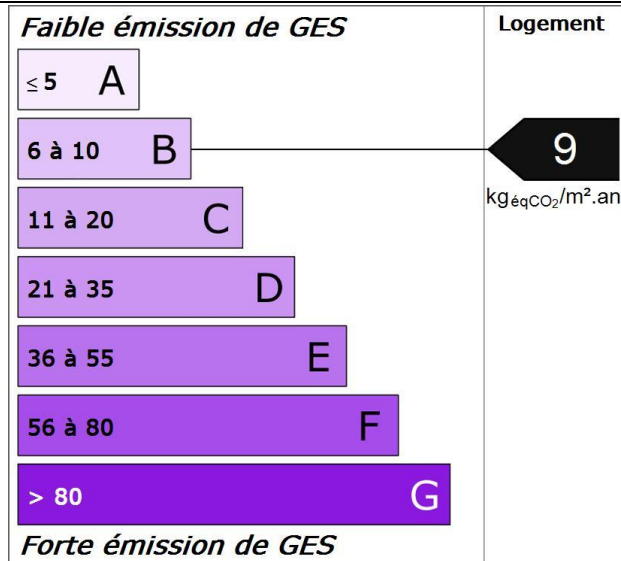 Faible émission de GES
Logement
≤ 5 A
6 à 10 B
9
kgéqCO₂/m².an
11 à 20 C
21 à 35 D
36 à 55 E
56 à 80 F
> 80 G
Forte émission de GES